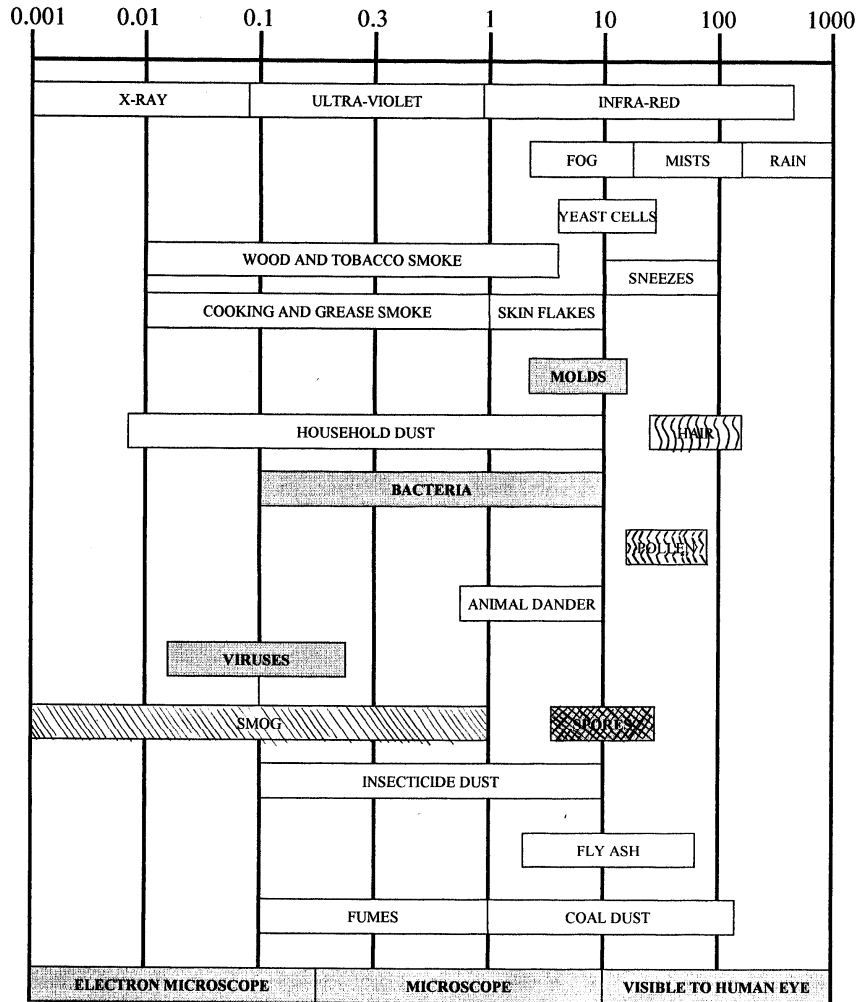 0.001 0.01 0.1 0.3 1 10 100 1000
X-RAY ULTRA-VIOLET INFRA-RED
FOG MISTS RAIN
YEAST CELLS
WOOD AND TOBACCO SMOKE
SNEEZES
COOKING AND GREASE SMOKE SKIN FLAKES
MOLDS
HOUSEHOLD DUST HAIR
BACTERIA
POLLEN
ANIMAL DANDER
VIRUSES
SMOG SPORES
INSECTICIDE DUST
FLY ASH
FUMES COAL DUST
ELECTRON MICROSCOPE MICROSCOPE VISIBLE TO HUMAN EYE